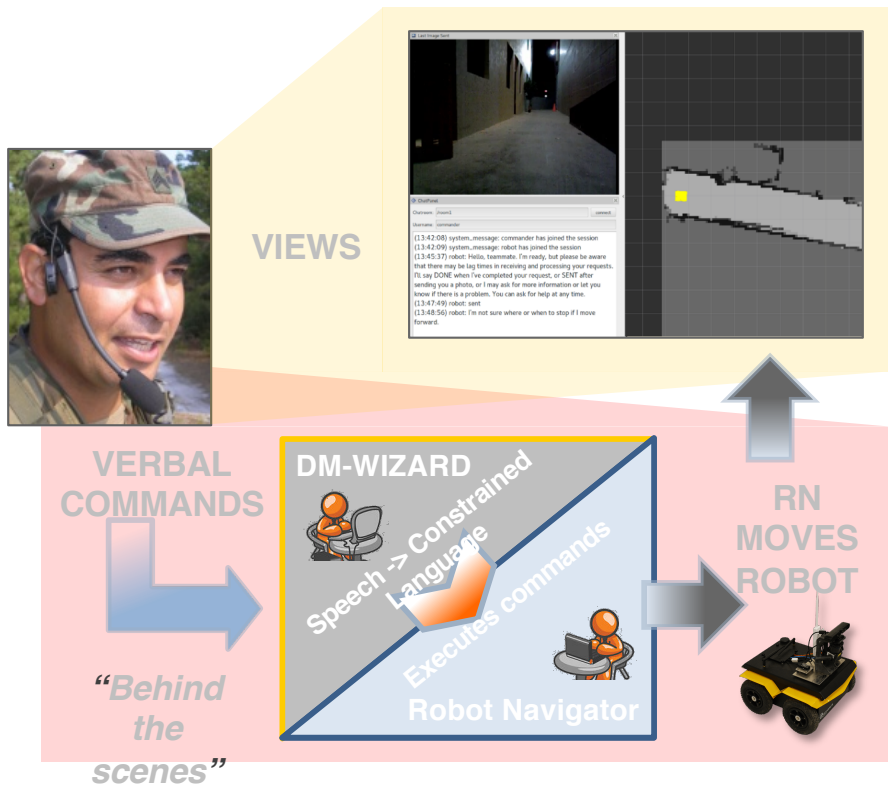 Last Image Sent
VIEWS
ChatPanel
Chatroom /room1 connect
Username commander
(13:42:08) system_message: commander has joined the session
(13:42:09) system_message: robot has joined the session
(13:45:37) robot: Hello, teammate. I'm ready, but please be aware
that there may be lag times in receiving and processing your requests.
I'll say DONE when I've completed your request, or SENT after
sending you a photo, or I may ask for more information or let you
know if there is a problem. You can ask for help at any time.
(13:47:49) robot: sent
(13:48:56) robot: I'm not sure where or when to stop if I move
forward.
VERBAL
COMMANDS
DM-WIZARD
Speech -> Constrained
Language
Executes commands
Robot Navigator
RN
MOVES
ROBOT
“Behind
the
scenes”